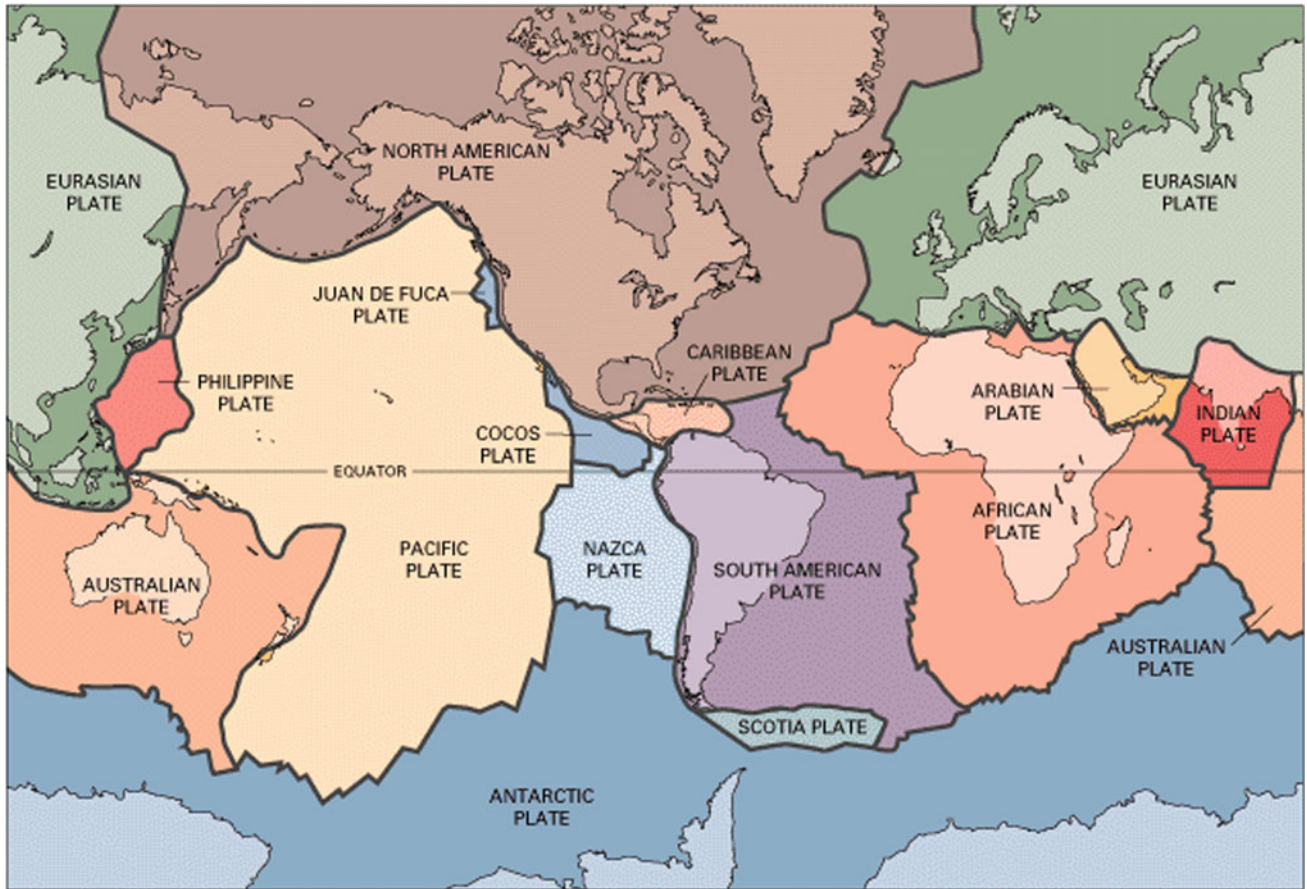 NORTH AMERICAN
PLATE
EURASIAN
PLATE
EURASIAN
PLATE
JUAN DE FUCA
PLATE
CARIBBEAN
PLATE
PHILIPPINE
PLATE
ARABIAN
PLATE
INDIAN
PLATE
COCOS
PLATE
EQUATOR
AFRICAN
PLATE
PACIFIC
PLATE
NAZCA
PLATE
SOUTH AMERICAN
PLATE
AUSTRALIAN
PLATE
AUSTRALIAN
PLATE
SCOTIA PLATE
ANTARCTIC
PLATE